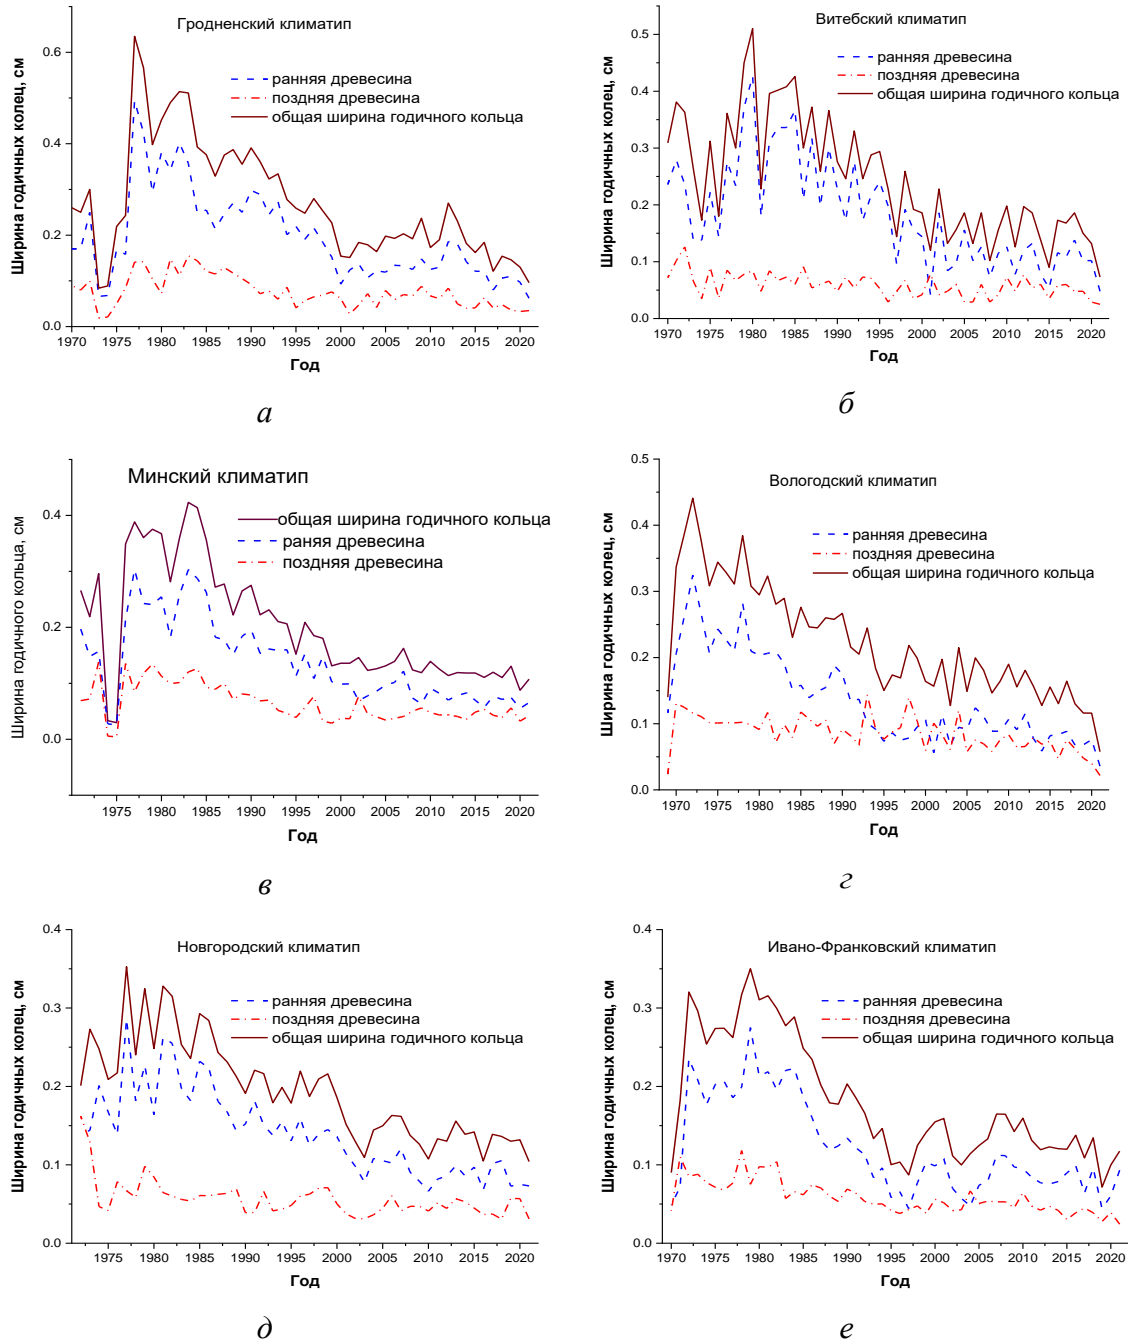 Гродненский климатип
Ширина годичных колец, см
0.6
0.4
0.2
0.0
ранняя древесина
поздняя древесина
общая ширина годичного кольца
1970 1975 1980 1985 1990 1995 2000 2005 2010 2015 2020
Год
а
Витебский климатип
Ширина годичных колец, см
0.5
0.4
0.3
0.2
0.1
0.0
ранняя древесина
поздняя древесина
общая ширина годичного кольца
1970 1975 1980 1985 1990 1995 2000 2005 2010 2015 2020
Год
б
Минский климатип
Ширина годичного кольца, см
0.4
0.2
0.0
общая ширина годичного кольца
раняя древесина
поздняя древесина
1975 1980 1985 1990 1995 2000 2005 2010 2015 2020
Год
в
Вологодский климатип
Ширина годичных колец, см
0.5
0.4
0.3
0.2
0.1
0.0
ранняя древесина
поздняя древесина
общая ширина годичного кольца
1970 1975 1980 1985 1990 1995 2000 2005 2010 2015 2020
Год
г
Новгородский климатип
Ширина годичных колец, см
0.4
0.3
0.2
0.1
0.0
ранняя древесина
поздняя древесина
общая ширина годичного кольца
1975 1980 1985 1990 1995 2000 2005 2010 2015 2020
Год
д
Ивано-Франковский климатип
Ширина годичных колец, см
0.4
0.3
0.2
0.1
0.0
ранняя древесина
поздняя древесина
общая ширина годичного кольца
1970 1975 1980 1985 1990 1995 2000 2005 2010 2015 2020
Год
е